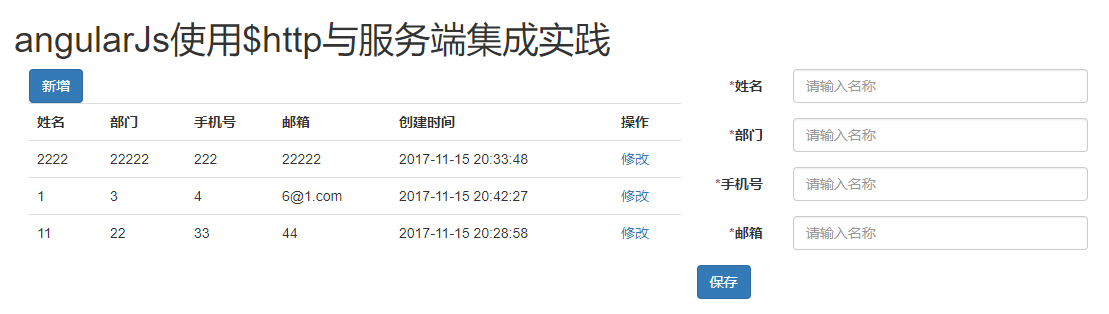 angularJs使用$http与服务端集成实践
新增
姓名 部门 手机号 邮箱 创建时间 操作
2222 22222 222 22222 2017-11-15 20:33:48 修改
1 3 4 6@1.com 2017-11-15 20:42:27 修改
11 22 33 44 2017-11-15 20:28:58 修改
*姓名 请输入名称
*部门 请输入名称
*手机号 请输入名称
*邮箱 请输入名称
保存